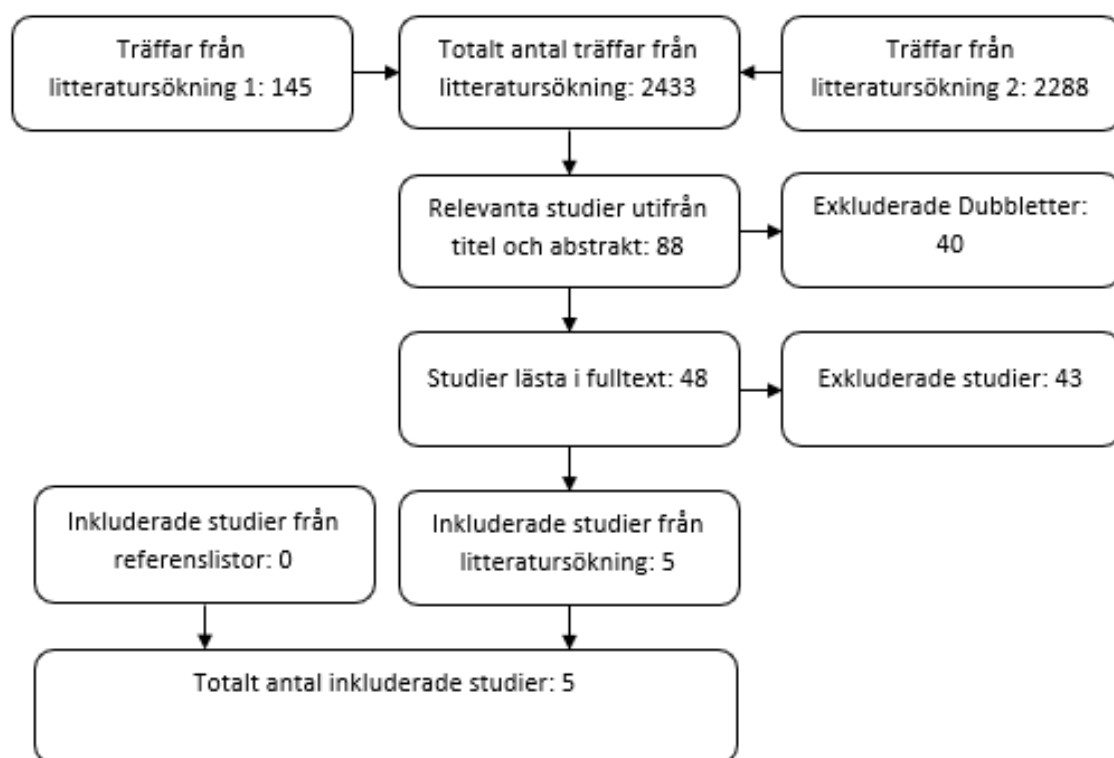 Träffar från
litteratursökning 1: 145
Totalt antal träffar från
litteratursökning: 2433
Träffar från
litteratursökning 2: 2288
Relevanta studier utifrån
titel och abstrakt: 88
Exkluderade Dubbletter:
40
Studier lästa i fulltext: 48
Exkluderade studier: 43
Inkluderade studier från
referenslistor: 0
Inkluderade studier från
litteratursökning: 5
Totalt antal inkluderade studier: 5